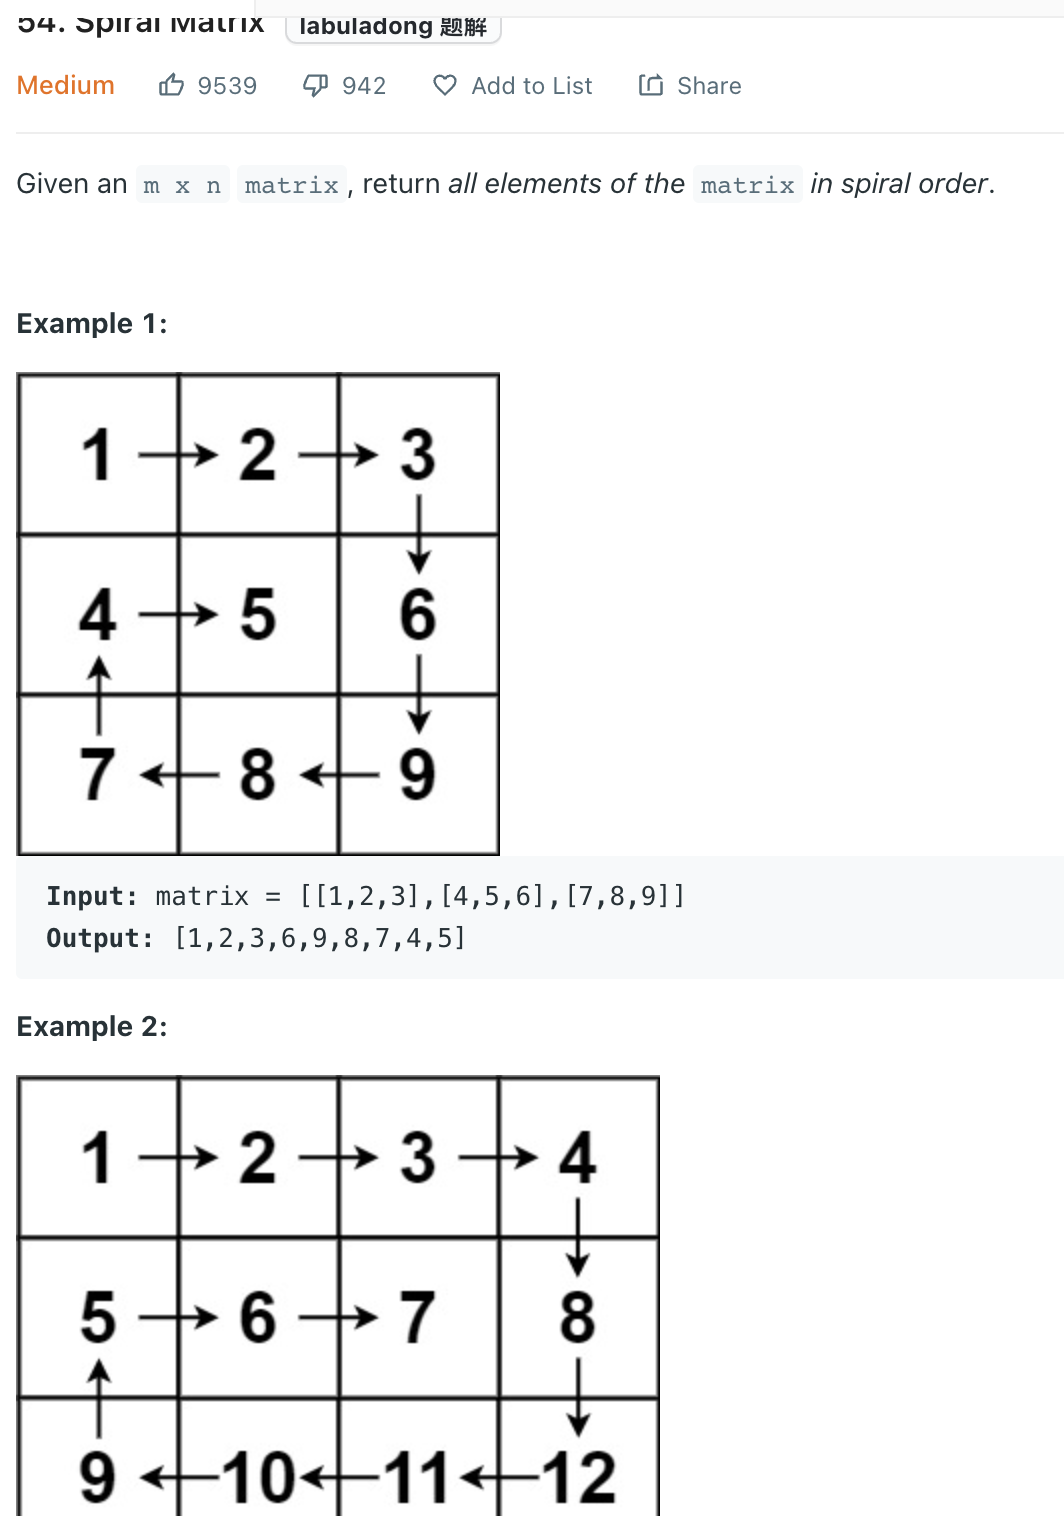 54. Spiral Matrix labuladong 题解
Medium 9539 942 Add to List Share
Given an m x n matrix, return all elements of the matrix in spiral order.
Example 1:
1 2 3
4 5 6
7 8 9
Input: matrix = [[1,2,3],[4,5,6],[7,8,9]]
Output: [1,2,3,6,9,8,7,4,5]
Example 2:
1 2 3 4
5 6 7 8
9 10 11 12